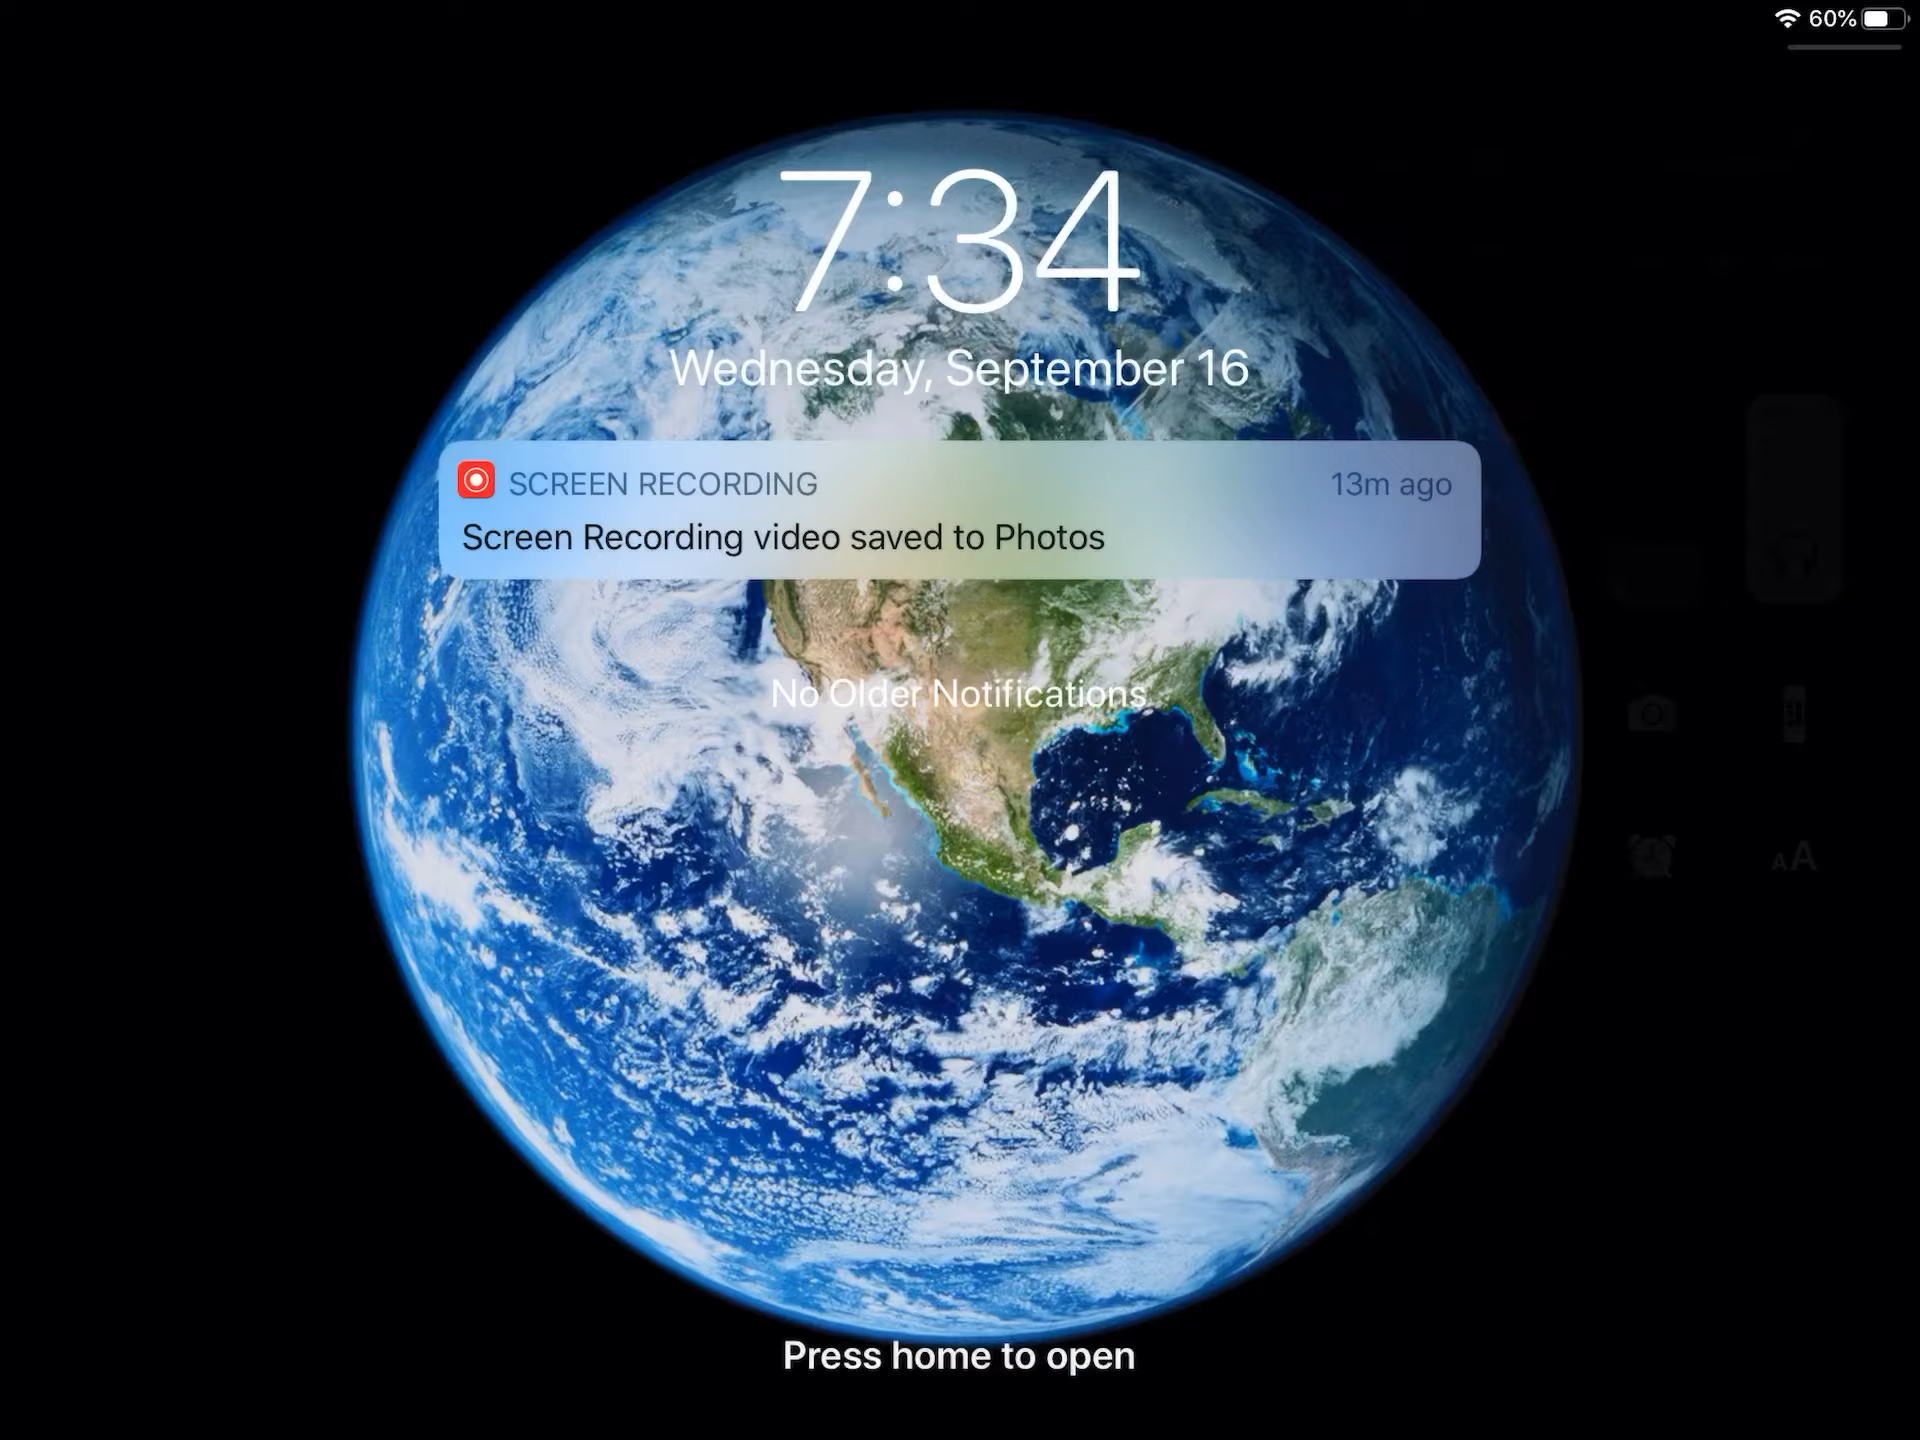 60%
7:34
Wednesday, September 16
SCREEN RECORDING 13m ago
Screen Recording video saved to Photos
No Older Notifications
AA
Press home to open